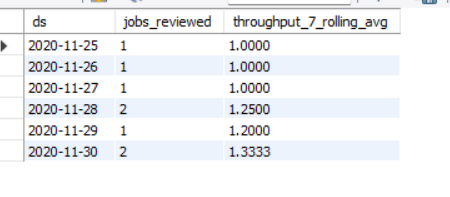 ds jobs_reviewed throughput_7_rolling_avg
2020-11-25 1 1.0000
2020-11-26 1 1.0000
2020-11-27 1 1.0000
2020-11-28 2 1.2500
2020-11-29 1 1.2000
2020-11-30 2 1.3333